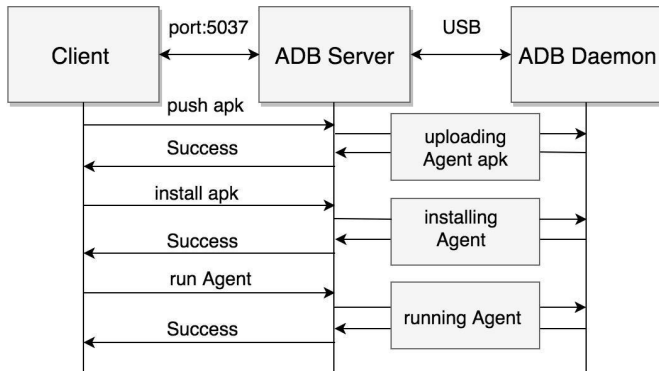 port:5037
USB
Client
ADB Server
ADB Daemon
push apk
uploading
Agent apk
Success
install apk
installing
Agent
Success
run Agent
running Agent
Success